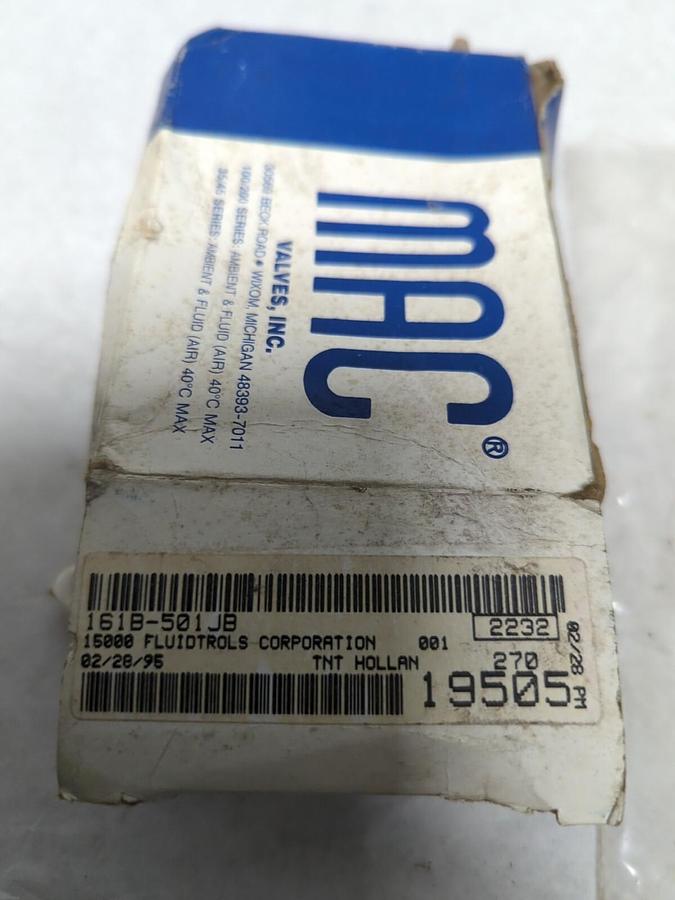 MAC®
VALVES, INC.
30569 BECK ROAD • WIXOM, MICHIGAN 48393-7011
100/200 SERIES: AMBIENT & FLUID (AIR) 40°C MAX
35/45 SERIES: AMBIENT & FLUID (AIR) 40°C MAX
161B-501JB 2232
15000 FLUIDTROLS CORPORATION 001
02/28/95 TNT HOLLAN 270
19505
02/28 PM